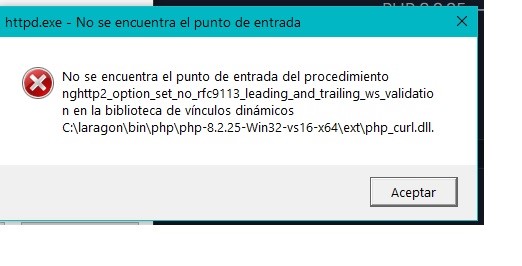 httpd.exe - No se encuentra el punto de entrada
No se encuentra el punto de entrada del procedimiento
nghttp2_option_set_no_rfc9113_leading_and_trailing_ws_validatio
n en la biblioteca de vínculos dinámicos
C:\laragon\bin\php\php-8.2.25-Win32-vs16-x64\ext\php_curl.dll.
Aceptar